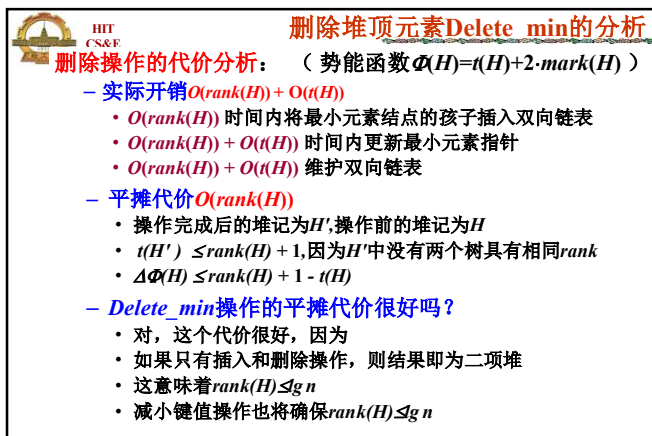 HIT
CS&E
删除堆顶元素Delete_min的分析
删除操作的代价分析： （ 势能函数Φ(H)=t(H)+2·mark(H) ）
– 实际开销O(rank(H)) + O(t(H))
• O(rank(H)) 时间内将最小元素结点的孩子插入双向链表
• O(rank(H)) + O(t(H)) 时间内更新最小元素指针
• O(rank(H)) + O(t(H)) 维护双向链表
– 平摊代价O(rank(H))
• 操作完成后的堆记为H',操作前的堆记为H
• t(H' ) ≤rank(H) + 1,因为H'中没有两个树具有相同rank
• ΔΦ(H) ≤rank(H) + 1 - t(H)
– Delete_min操作的平摊代价很好吗？
• 对，这个代价很好，因为
• 如果只有插入和删除操作，则结果即为二项堆
• 这意味着rank(H)≤lg n
• 减小键值操作也将确保rank(H)≤lg n